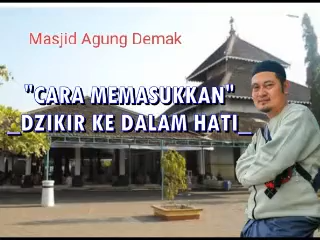 Masjid Agung Demak
"CARA MEMASUKKAN"
_DZIKIR KE DALAM HATI_